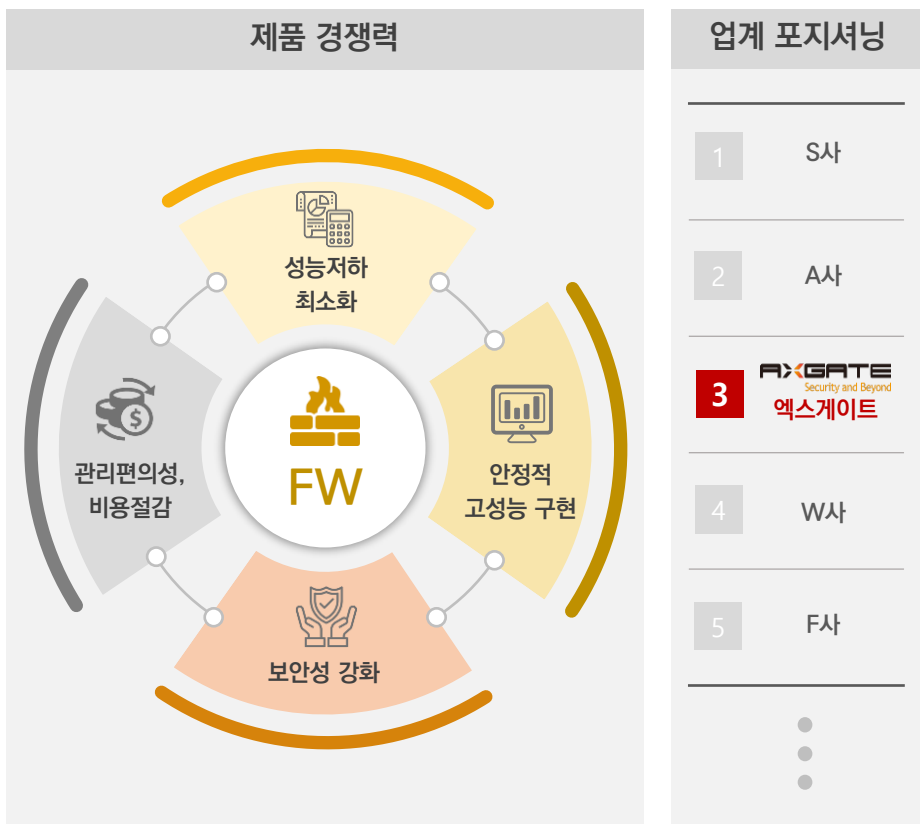 제품 경쟁력
성능저하
최소화
관리편의성,
비용절감
FW
안정적
고성능 구현
보안성 강화
업계 포지셔닝
1 S사
2 A사
3 AXGATE
Security and Beyond
엑스게이트
4 W사
5 F사